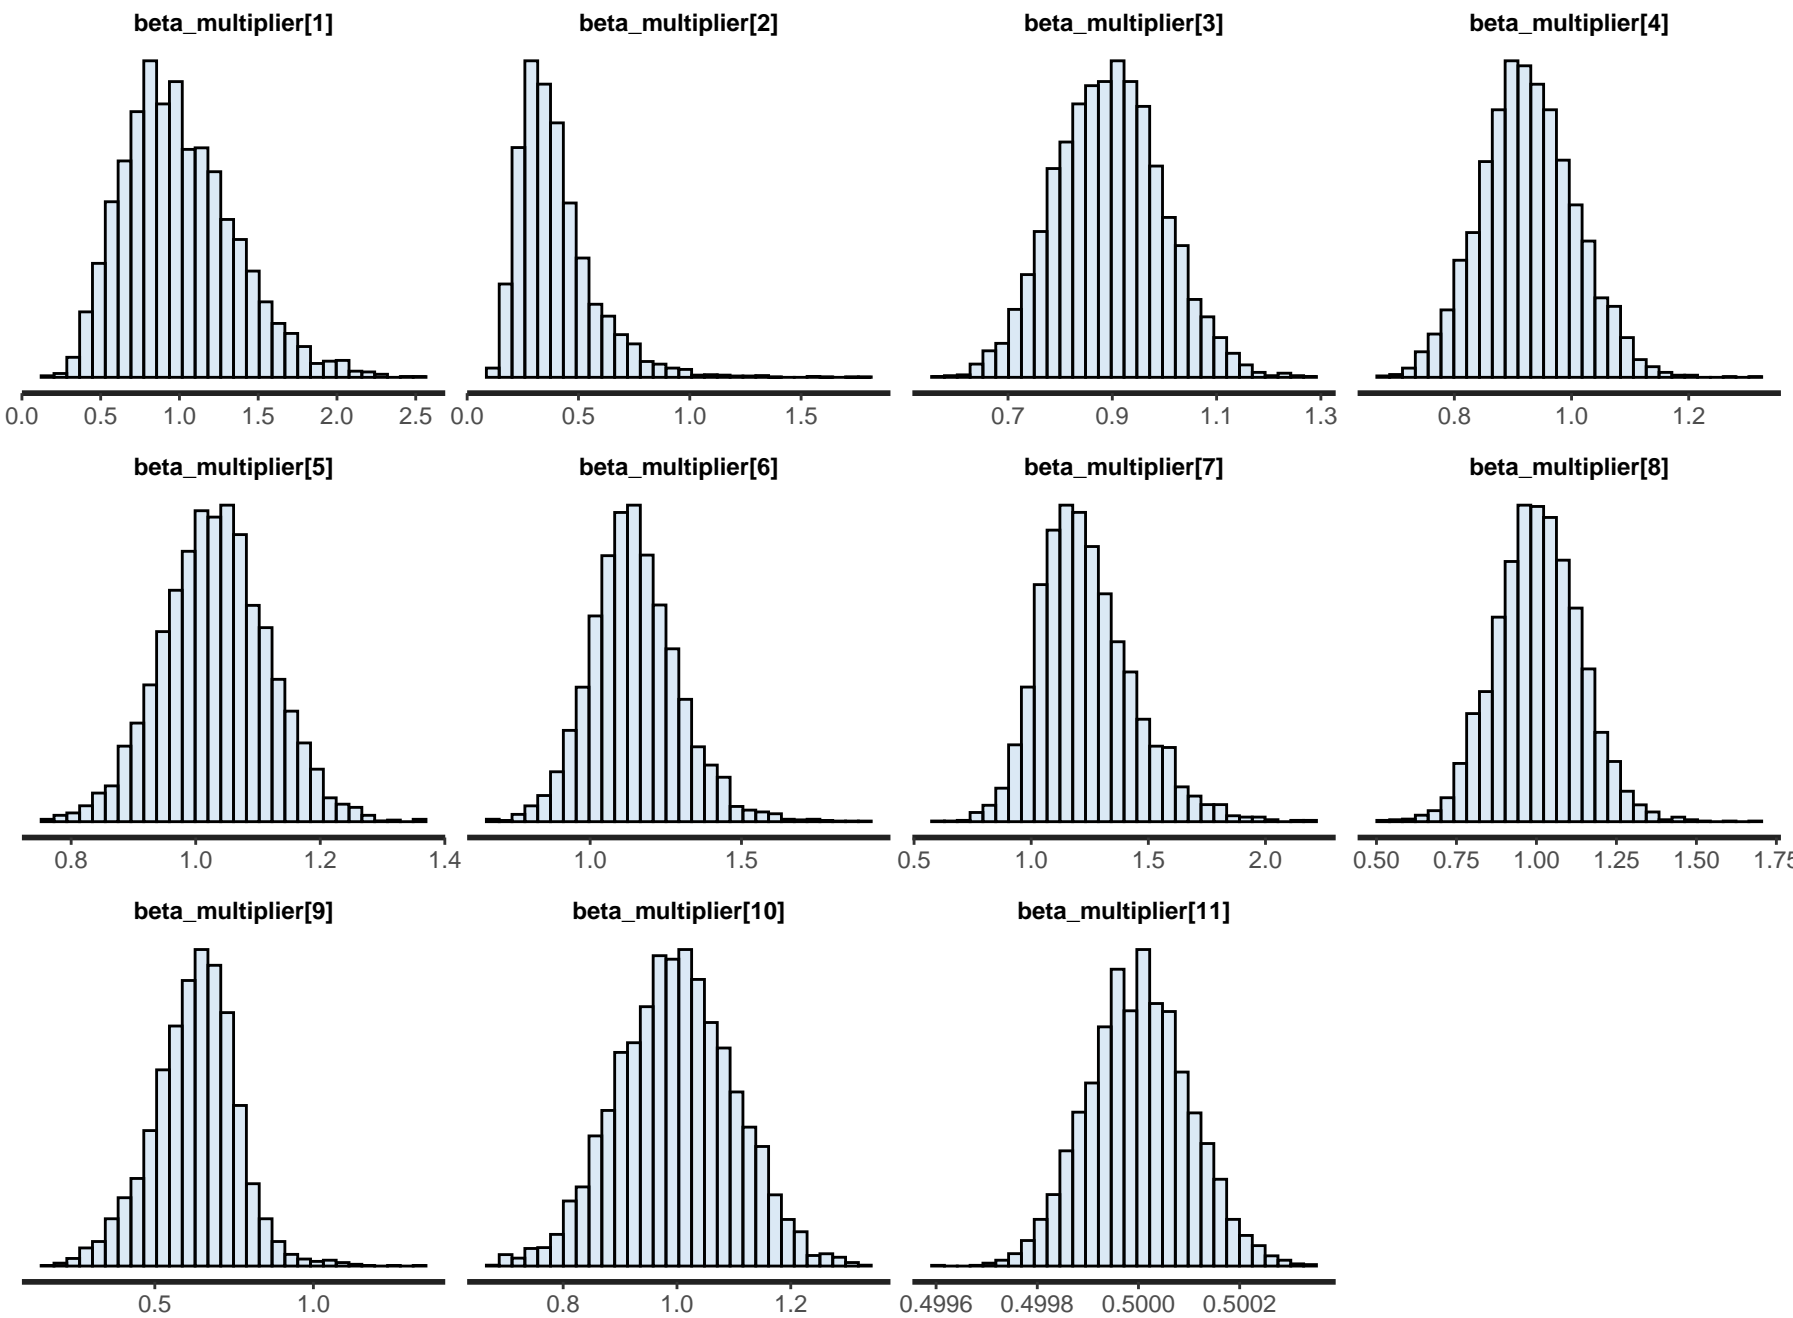 beta_multiplier[1] beta_multiplier[2] beta_multiplier[3] beta_multiplier[4]
0.0 0.5 1.0 1.5 2.0 2.5 0.0 0.5 1.0 1.5 0.7 0.9 1.1 1.3 0.8 1.0 1.2
beta_multiplier[5] beta_multiplier[6] beta_multiplier[7] beta_multiplier[8]
0.8 1.0 1.2 1.4 1.0 1.5 0.5 1.0 1.5 2.0 0.50 0.75 1.00 1.25 1.50 1.75
beta_multiplier[9] beta_multiplier[10] beta_multiplier[11]
0.5 1.0 0.8 1.0 1.2 0.4996 0.4998 0.5000 0.5002